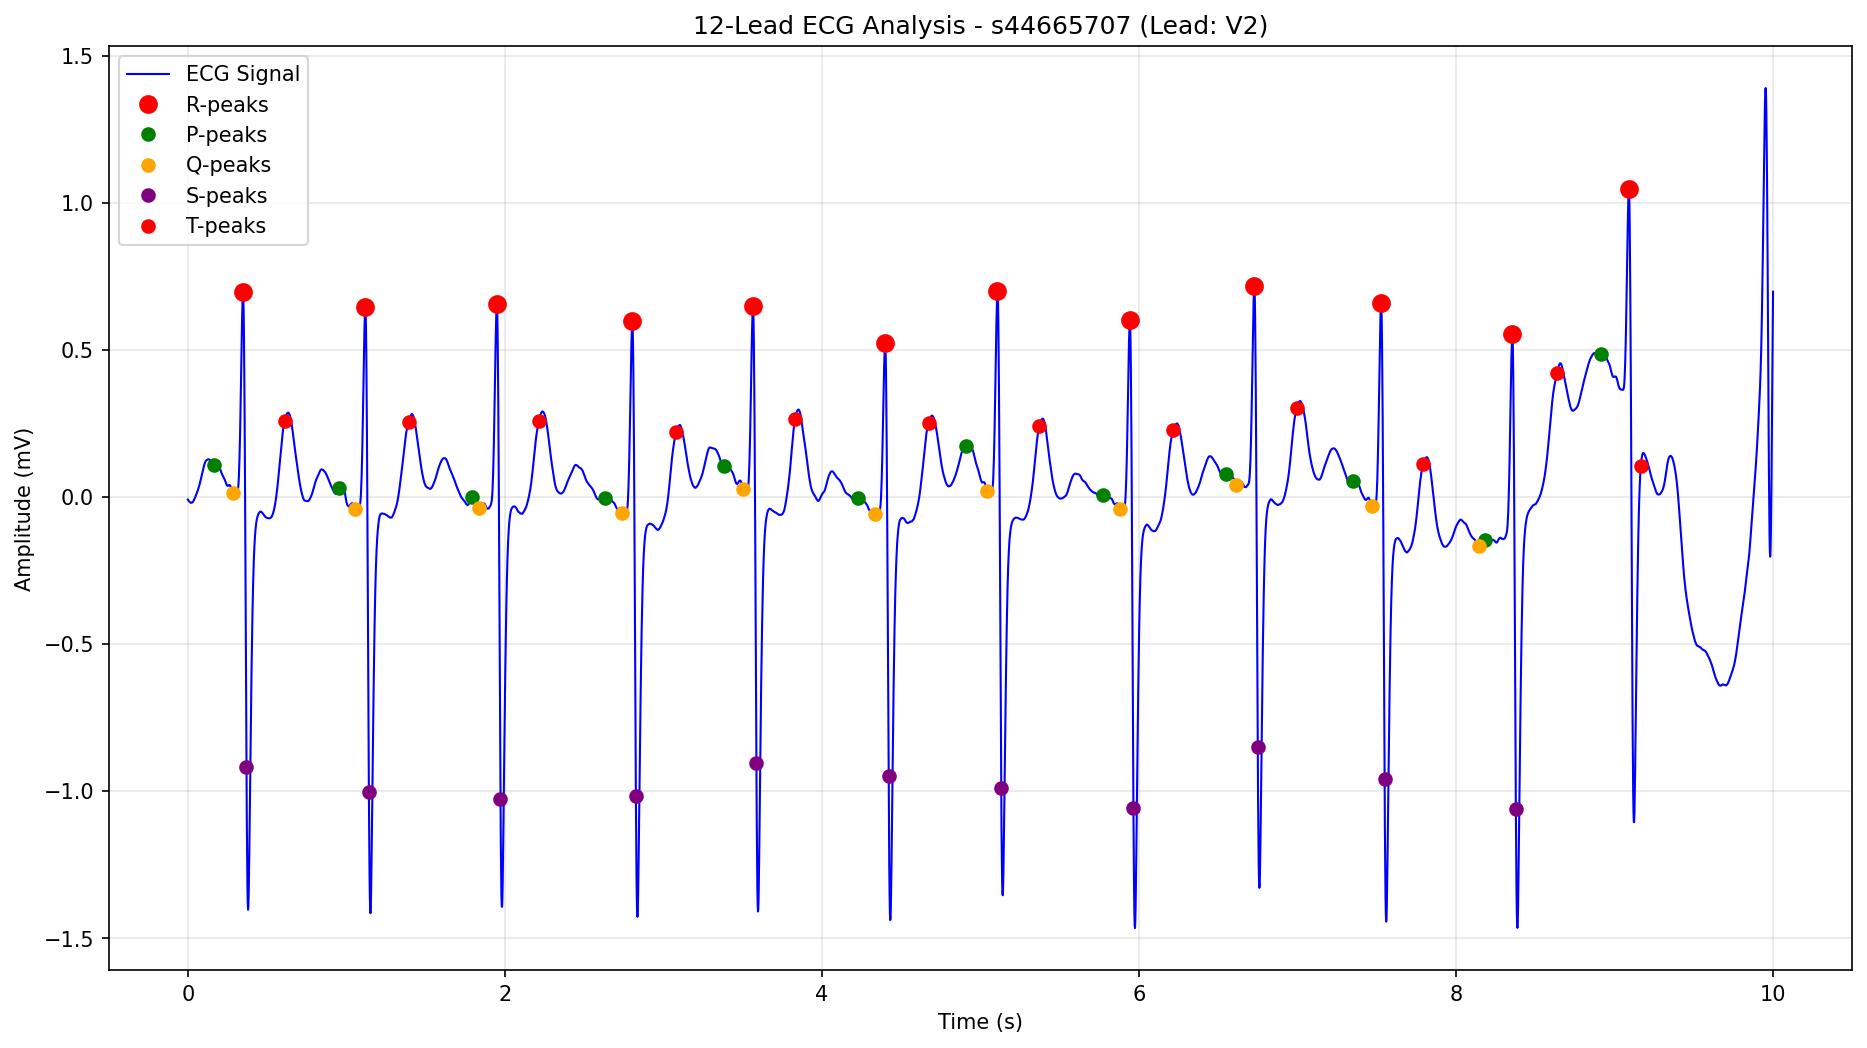 12-Lead ECG Analysis - s44665707 (Lead: V2)
ECG Signal
R-peaks
P-peaks
Q-peaks
S-peaks
T-peaks
1.5
1.0
0.5
0.0
−0.5
−1.0
−1.5
Amplitude (mV)
0 2 4 6 8 10
Time (s)